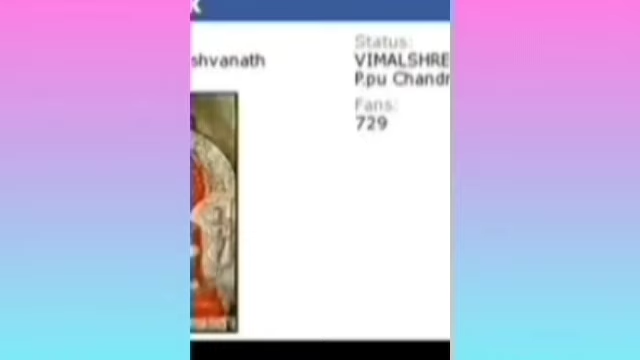 Status:
shvanath
VIMALSHRE
P.pu Chandr
Fans:
729